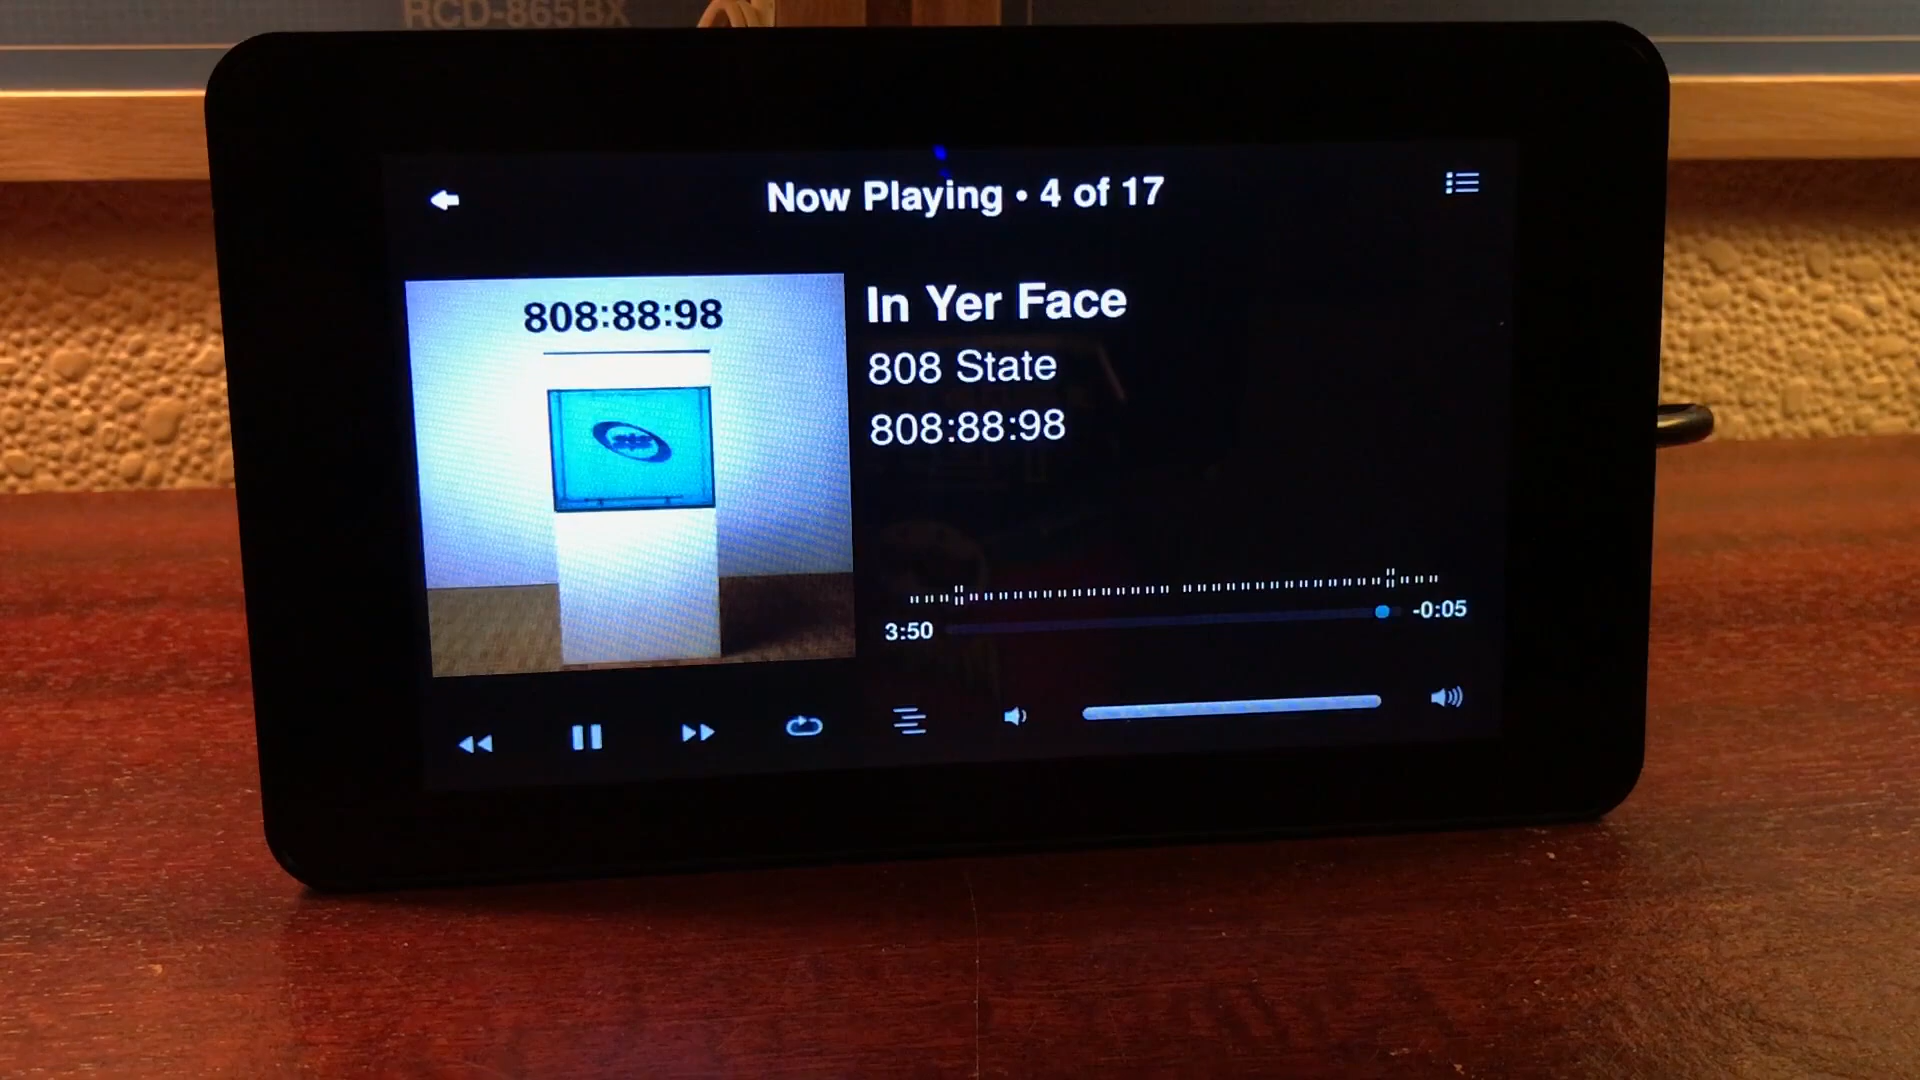 RCD-865BX
Now Playing • 4 of 17
808:88:98
In Yer Face
808 State
808:88:98
3:50
-0:05